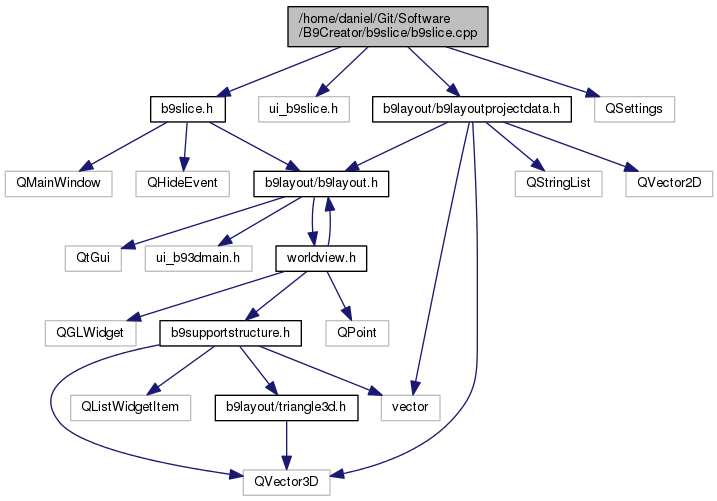 /home/daniel/Git/Software
/B9Creator/b9slice/b9slice.cpp
b9slice.h
ui_b9slice.h
b9layout/b9layoutprojectdata.h
QSettings
QMainWindow
QHideEvent
b9layout/b9layout.h
QStringList
QVector2D
QtGui
ui_b93dmain.h
worldview.h
QGLWidget
b9supportstructure.h
QPoint
QListWidgetItem
b9layout/triangle3d.h
vector
QVector3D